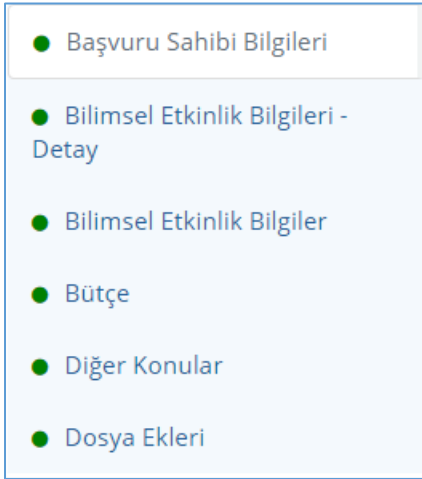 Başvuru Sahibi Bilgileri
Bilimsel Etkinlik Bilgileri -
Detay
Bilimsel Etkinlik Bilgiler
Bütçe
Diğer Konular
Dosya Ekleri